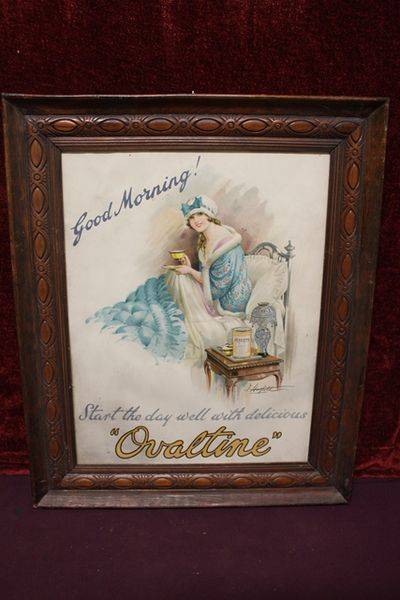 Good Morning!
Start the day well with delicious
"Ovaltine"